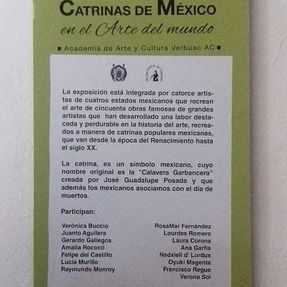 CATRINAS DE MÉXICO
en el Arte del mundo
Academia de Arte y Cultura Verbuac AC
La exposición está integrada por catorce artis-
tas de cuatros estados mexicanos que recrean
el arte de cincuenta obras famosas de grandes
artistas que han desarrollado una labor desta-
cada y perdurable en la historia del arte, recrea-
dos a manera de catrinas populares mexicanas,
que van desde la época del Renacimiento hasta
el siglo XX.
La catrina, es un símbolo mexicano, cuyo
nombre original es la "Calavera Garbancera"
creada por José Guadalupe Posada y que
además los mexicanos asociamos con el día de
muertos.
Participan:
Verónica Buccio
Juanto Aguilera
Gerardo Gallegos
Amalia Rococó
Felipe del Castillo
Lucia Murillo
Raymundo Monroy
RosaMar Fernández
Lourdes Romero
Laura Corona
Ana Garfia
Nadxieli d' Lurdux
Oyuki Magenta
Francisco Regue
Verona Sol